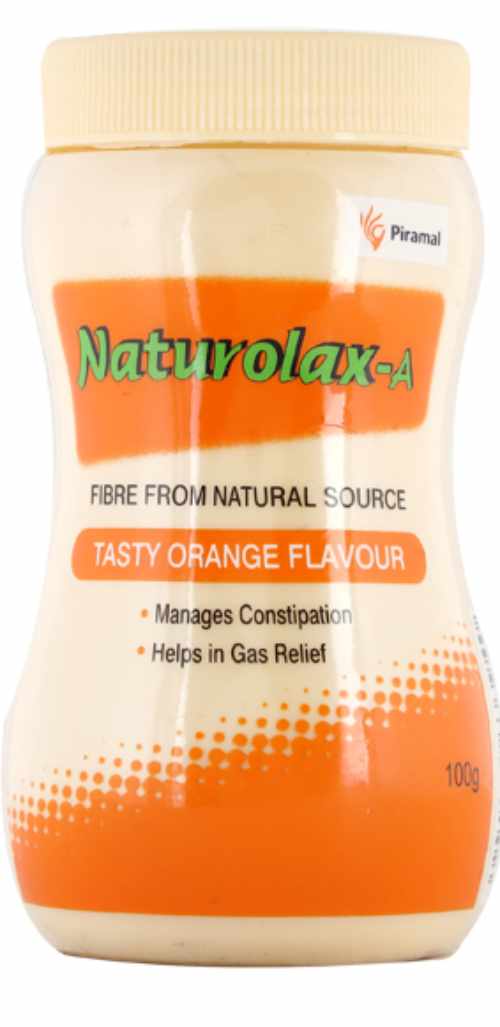 Piramal
Naturolax-A
FIBRE FROM NATURAL SOURCE
TASTY ORANGE FLAVOUR
• Manages Constipation
• Helps in Gas Relief
100g